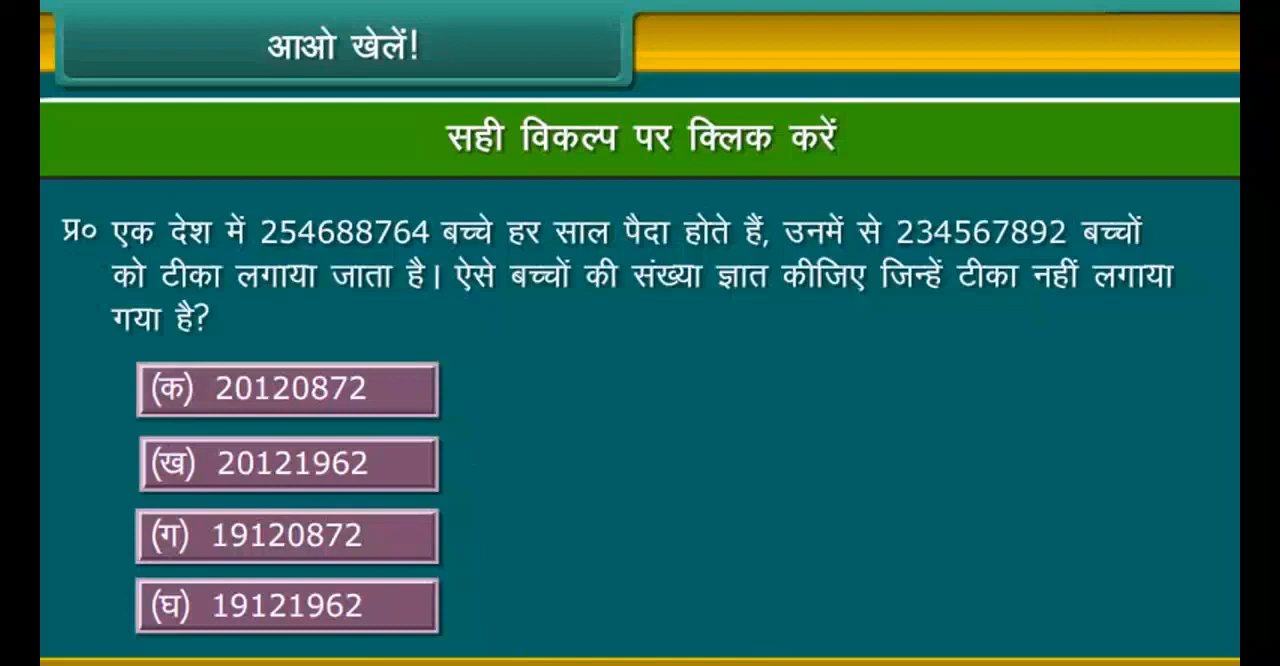 आओ खेलें!
सही विकल्प पर क्लिक करें
प्र० एक देश में 254688764 बच्चे हर साल पैदा होते हैं, उनमें से 234567892 बच्चों
को टीका लगाया जाता है। ऐसे बच्चों की संख्या ज्ञात कीजिए जिन्हें टीका नहीं लगाया
गया है?
(क) 20120872
(ख) 20121962
(ग) 19120872
(घ) 19121962